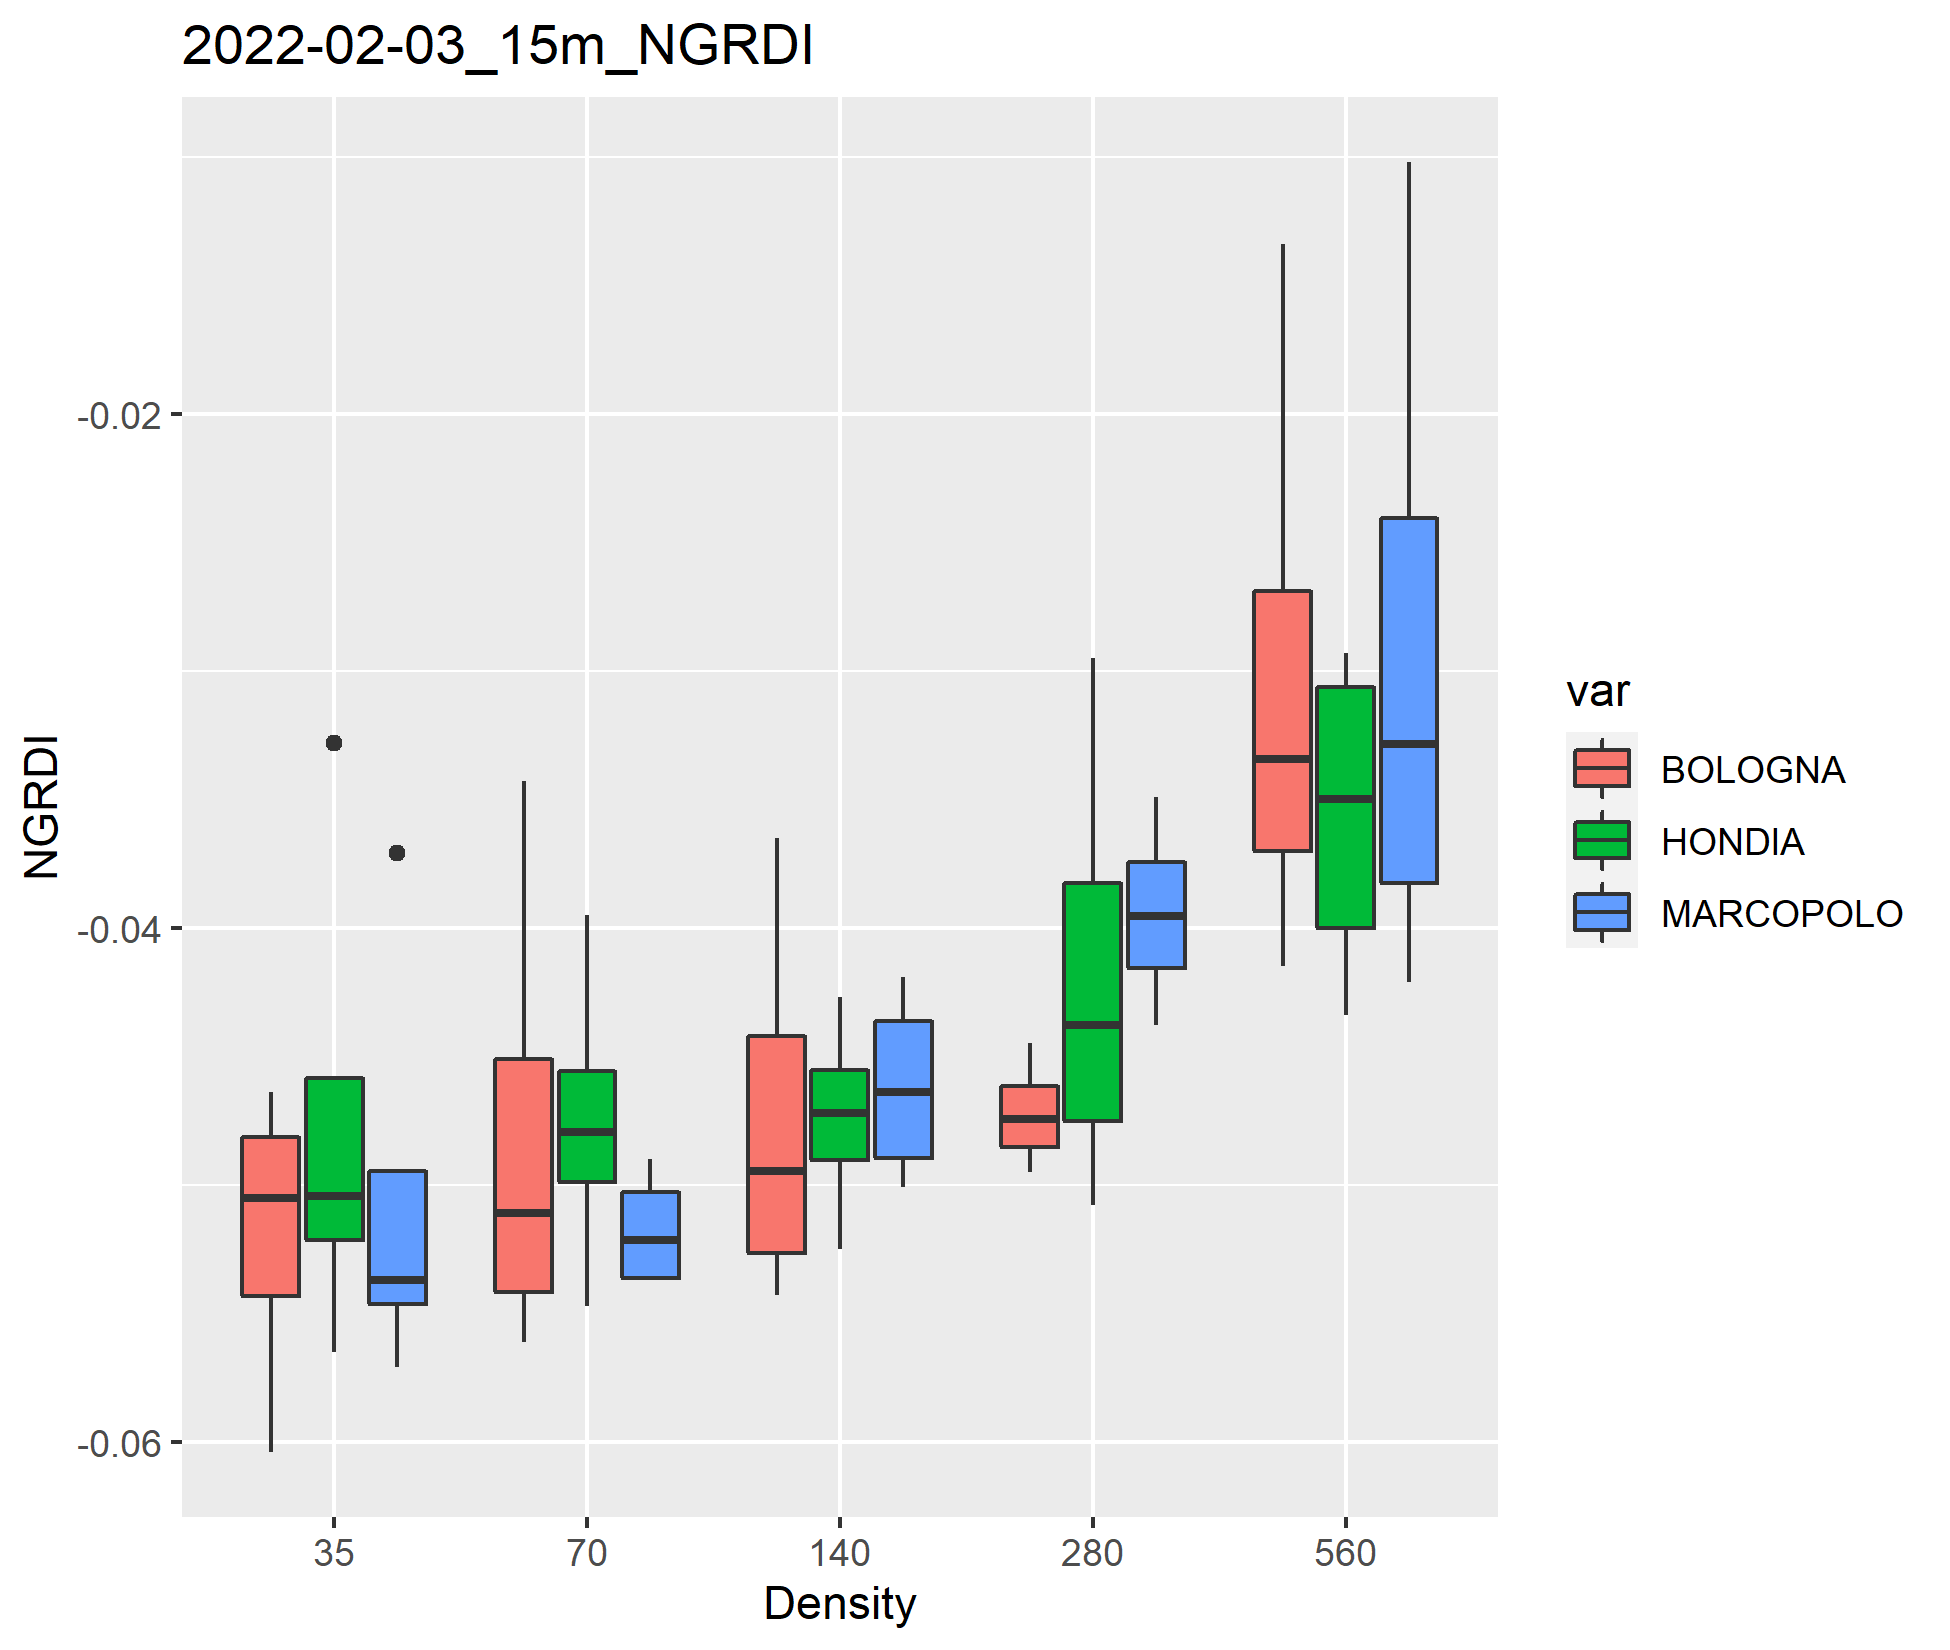 2022-02-03_15m_NGRDI
NGRDI
-0.02
-0.04
-0.06
35 70 140 280 560
Density
var
BOLOGNA
HONDIA
MARCOPOLO